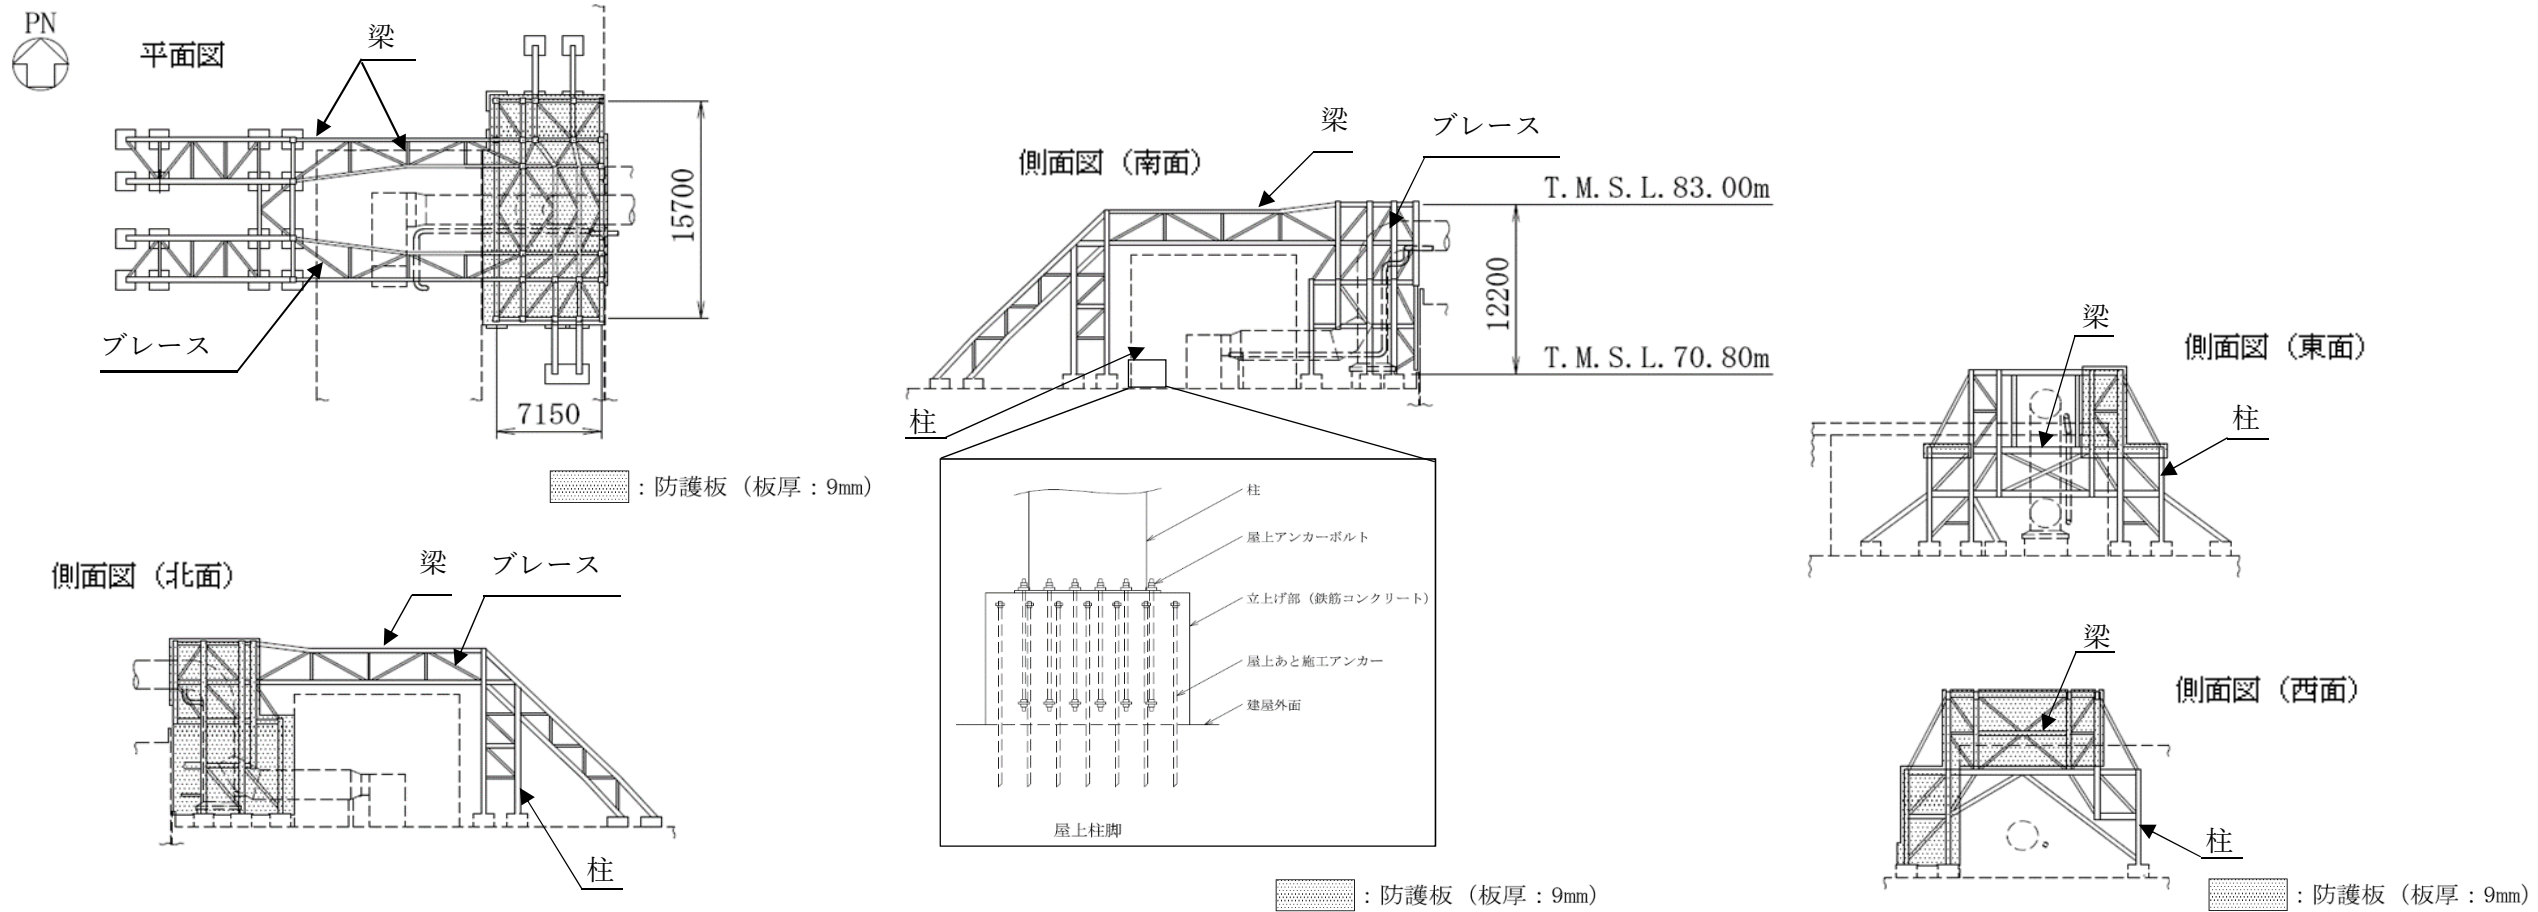 PN
平面図
梁
15700
7150
ブレース
:防護板(板厚:9mm)
側面図(南面)
梁
ブレース
T.M.S.L.83.00m
12200
T.M.S.L.70.80m
柱
柱
屋上アンカーボルト
立上げ部(鉄筋コンクリート)
屋上あと施工アンカー
建屋外面
屋上柱脚
:防護板(板厚:9mm)
側面図(東面)
梁
柱
側面図(北面)
梁
ブレース
柱
側面図(西面)
梁
柱
:防護板(板厚:9mm)